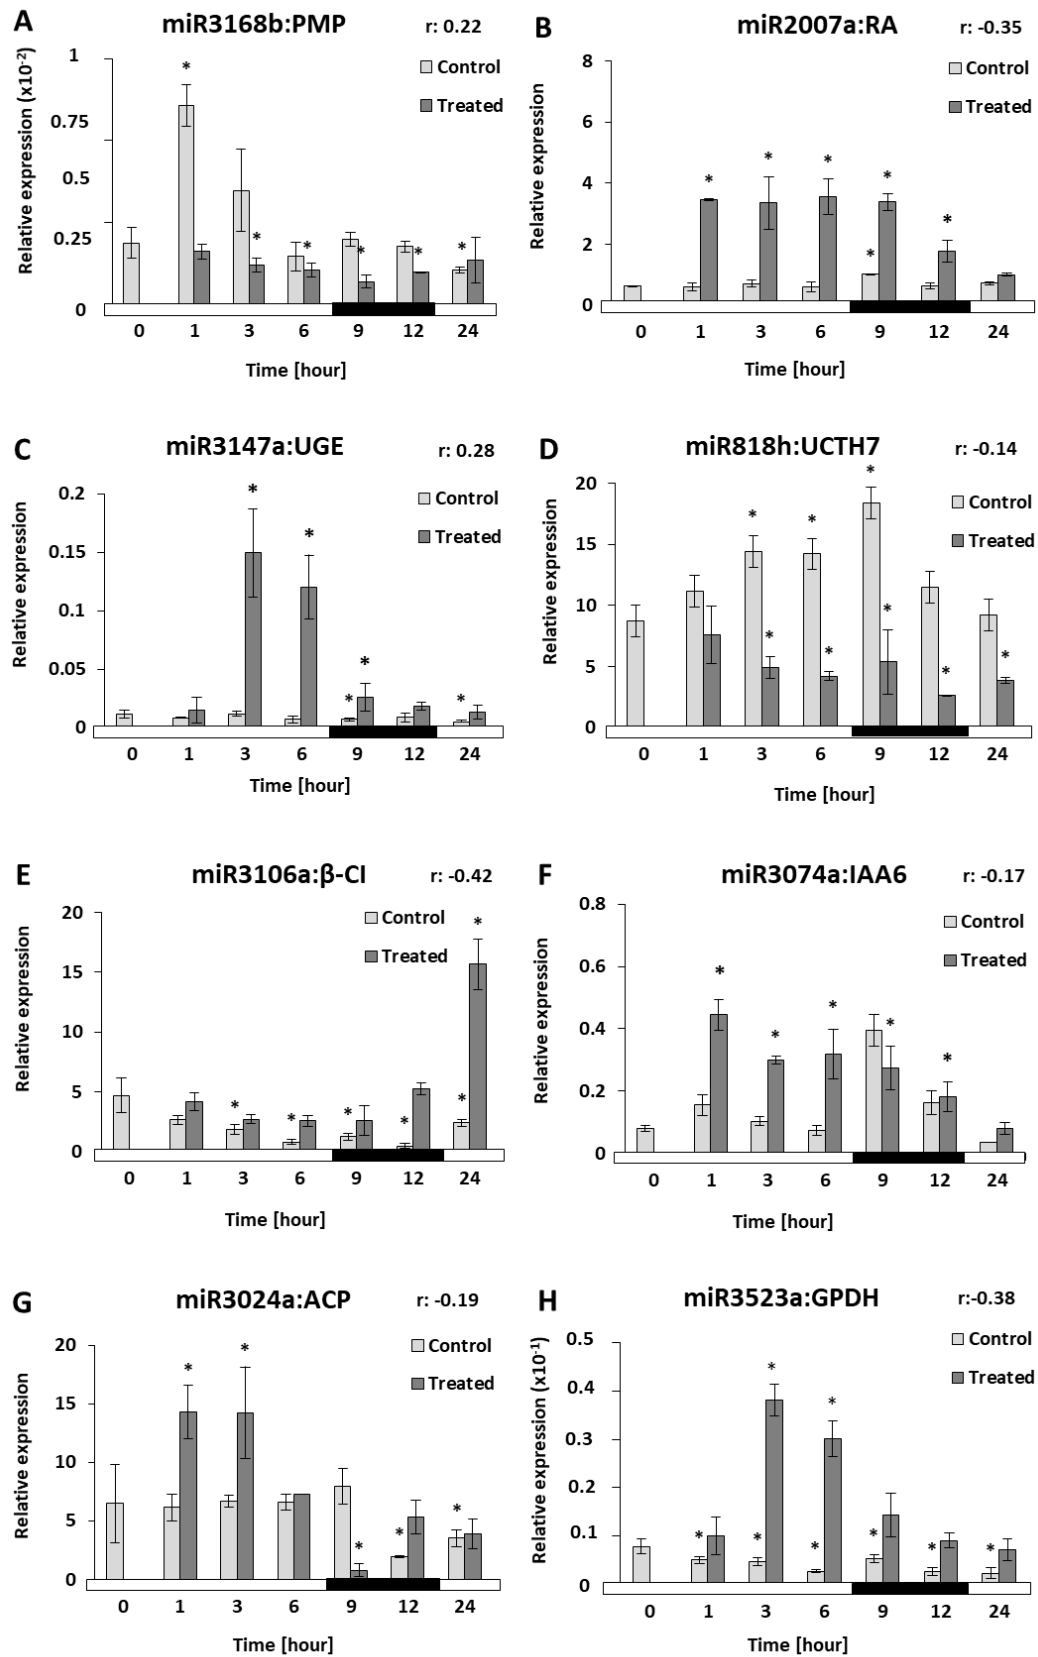 A
miR3168b:PMP
r: 0.22
Relative expression (x10⁻²)
1
0.75
0.5
0.25
0
Control
Treated
*
*
*
*
*
*
0 1 3 6 9 12 24
Time [hour]
B
miR2007a:RA
r: -0.35
Relative expression
8
6
4
2
0
Control
Treated
*
*
*
*
*
*
0 1 3 6 9 12 24
Time [hour]
C
miR3147a:UGE
r: 0.28
Relative expression
0.2
0.15
0.1
0.05
0
Control
Treated
*
*
*
*
*
0 1 3 6 9 12 24
Time [hour]
D
miR818h:UCTH7
r: -0.14
Relative expression
20
15
10
5
0
Control
Treated
*
*
*
*
*
*
*
*
0 1 3 6 9 12 24
Time [hour]
E
miR3106a:β-CI
r: -0.42
Relative expression
20
15
10
5
0
Control
Treated
*
*
*
*
*
*
0 1 3 6 9 12 24
Time [hour]
F
miR3074a:IAA6
r: -0.17
Relative expression
0.8
0.6
0.4
0.2
0
Control
Treated
*
*
*
*
*
0 1 3 6 9 12 24
Time [hour]
G
miR3024a:ACP
r: -0.19
Relative expression
20
15
10
5
0
Control
Treated
*
*
*
*
*
0 1 3 6 9 12 24
Time [hour]
H
miR3523a:GPDH
r:-0.38
Relative expression (x10⁻¹)
0.5
0.4
0.3
0.2
0.1
0
Control
Treated
*
*
*
*
*
*
*
*
0 1 3 6 9 12 24
Time [hour]